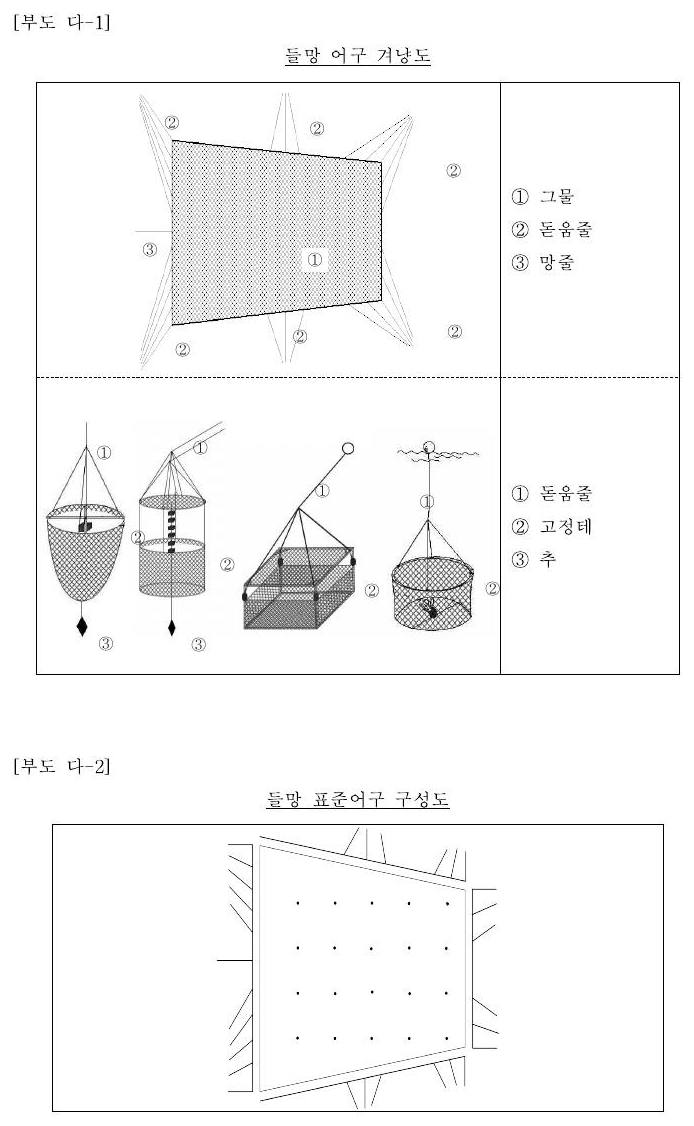 [부도 다-1]
들망 어구 겨냥도
② ② ②
③ ①
② ② ②
① 그물
② 돋움줄
③ 망줄
① ① ① ①
② ② ② ②
③ ③
① 돋움줄
② 고정테
③ 추
[부도 다-2]
들망 표준어구 구성도